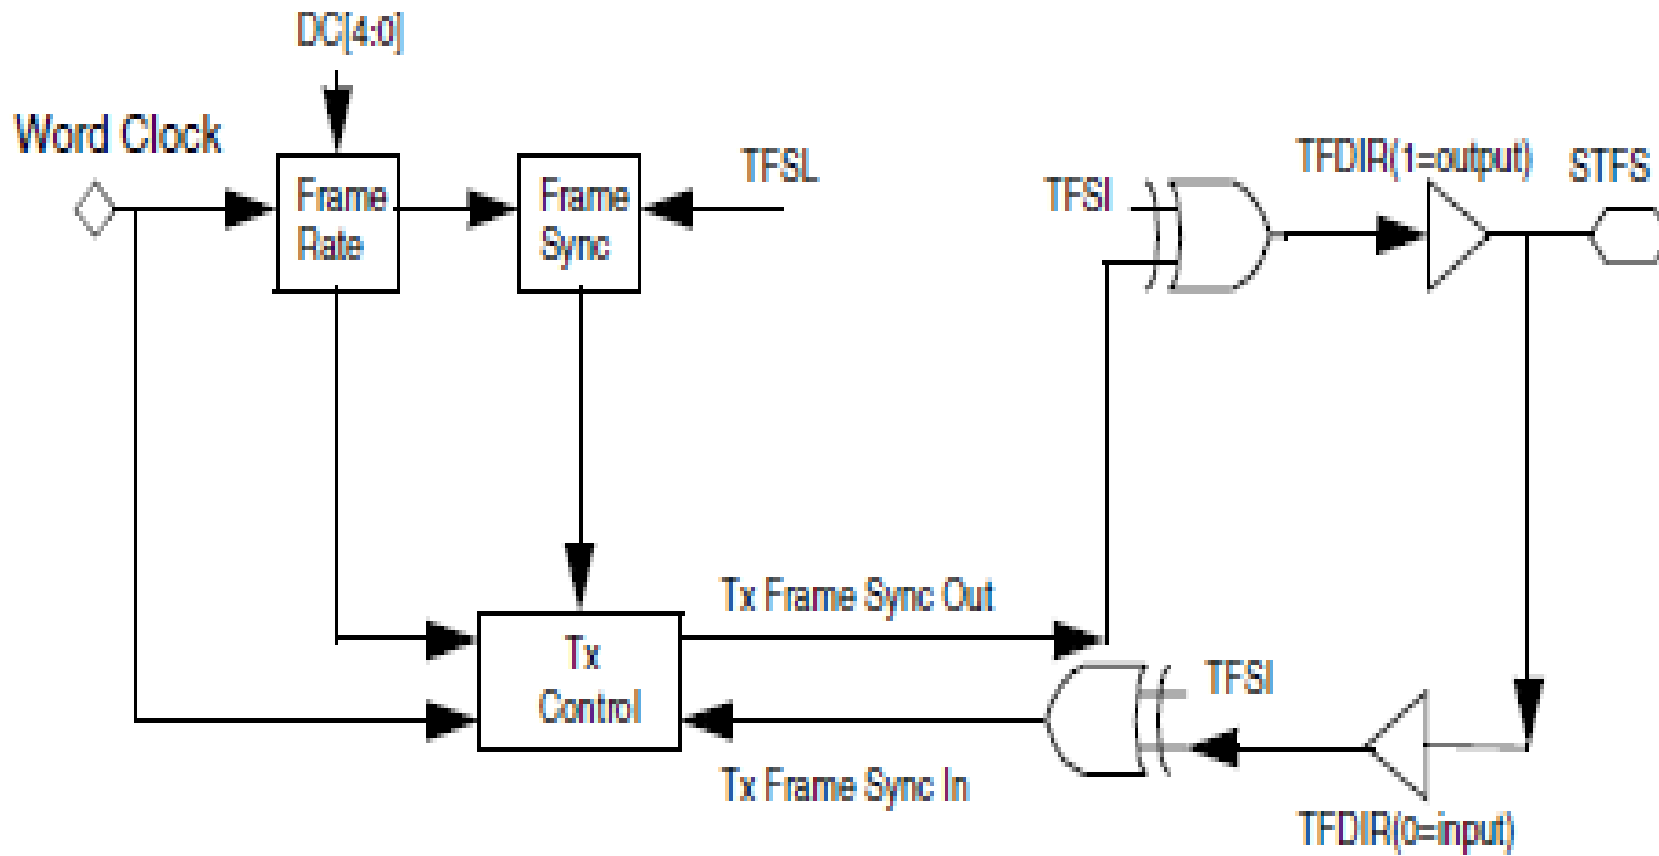 DC[4:0]
Word Clock
Frame
Rate
Frame
Sync
TFSL
TFSI
TFDIR(1=output)
STFS
Tx Frame Sync Out
Tx
Control
TFSI
Tx Frame Sync In
TFDIR(0=input)